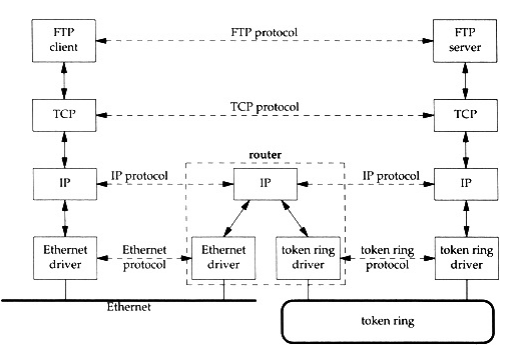 FTP
client
FTP protocol
FTP
server
TCP
TCP protocol
TCP
router
IP
IP protocol
IP
IP protocol
IP
Ethernet
driver
Ethernet
protocol
Ethernet
driver
token ring
driver
token ring
protocol
token ring
driver
Ethernet
token ring